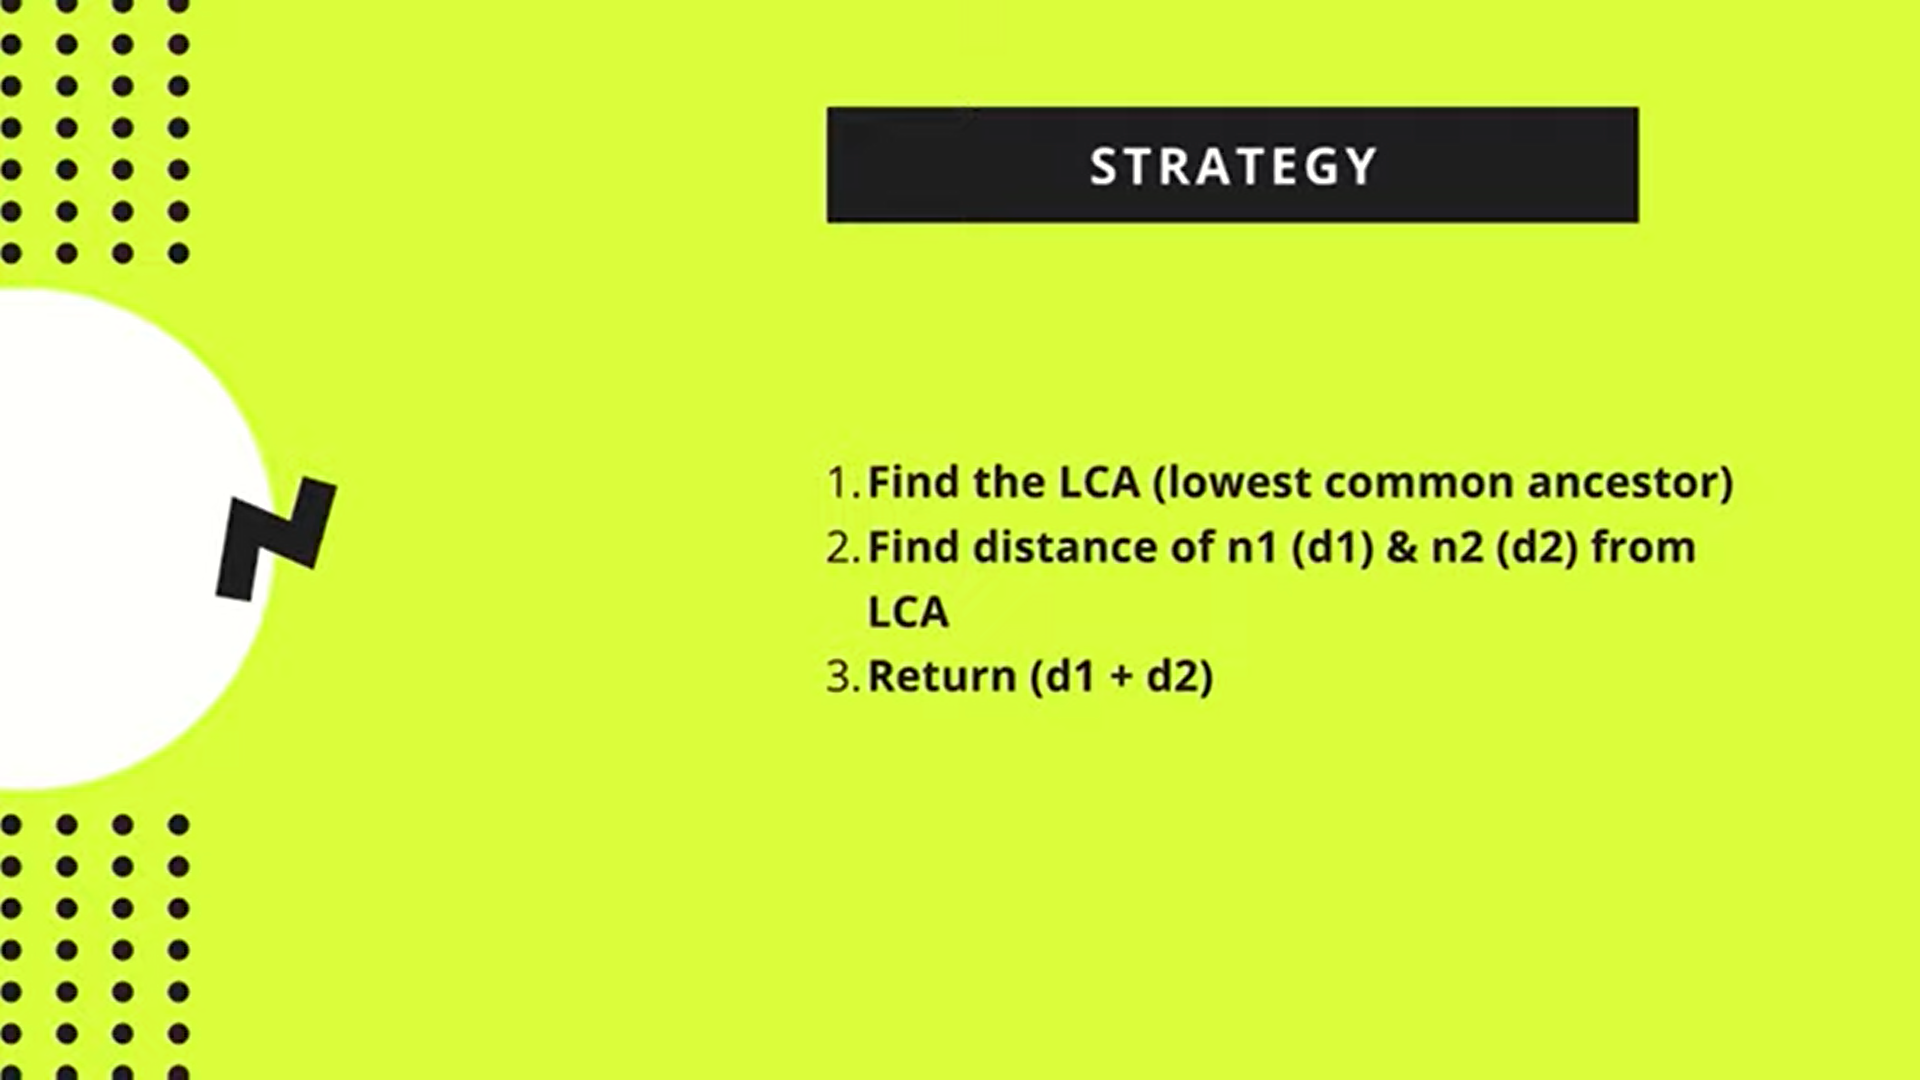 STRATEGY
1. Find the LCA (lowest common ancestor)
2. Find distance of n1 (d1) & n2 (d2) from
LCA
3. Return (d1 + d2)